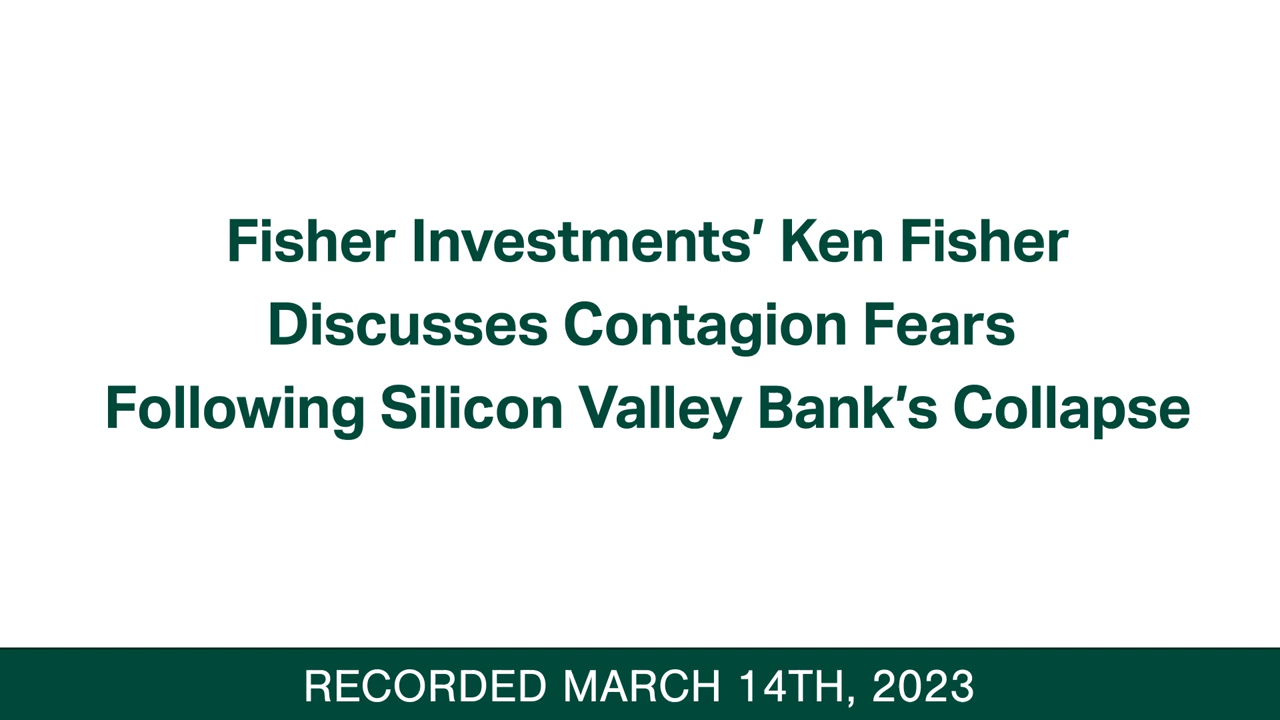 Fisher Investments’ Ken Fisher
Discusses Contagion Fears
Following Silicon Valley Bank’s Collapse
RECORDED MARCH 14TH, 2023